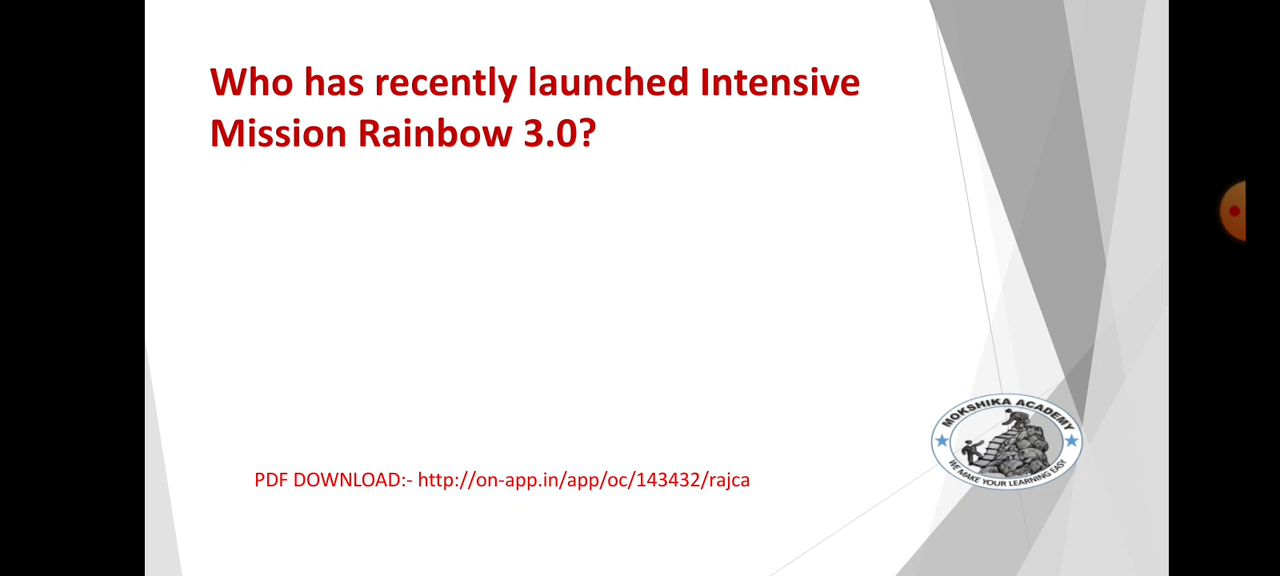 Who has recently launched Intensive
Mission Rainbow 3.0?
MOKSHIKA ACADEMY
WE MAKE YOUR LEARNING EASY
PDF DOWNLOAD:- http://on-app.in/app/oc/143432/rajca